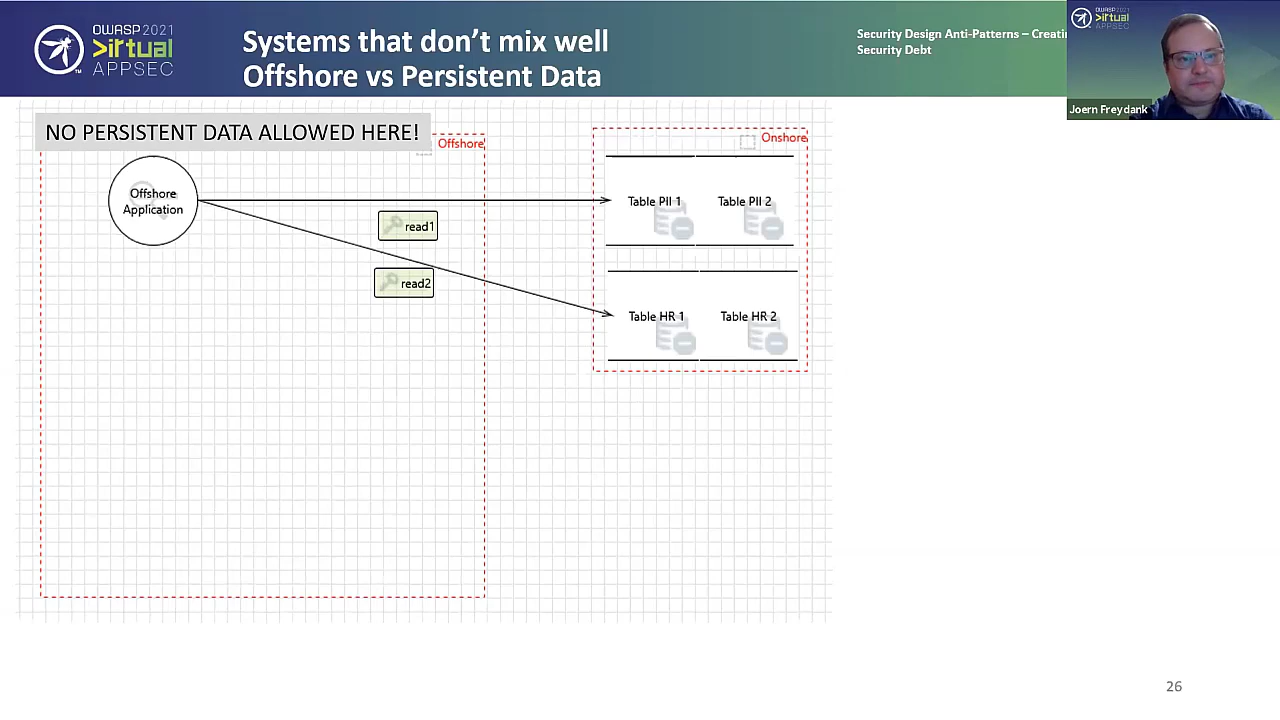 OWASP 2021
Virtual
APPSEC
Systems that don't mix well
Offshore vs Persistent Data
Security Design Anti-Patterns – Creatin
Security Debt
OWASP 2021
Virtual
APPSEC
Joern Freydank
NO PERSISTENT DATA ALLOWED HERE!
Offshore
Onshore
Offshore
Application
Table PII 1
Table PII 2
read1
read2
Table HR 1
Table HR 2
26